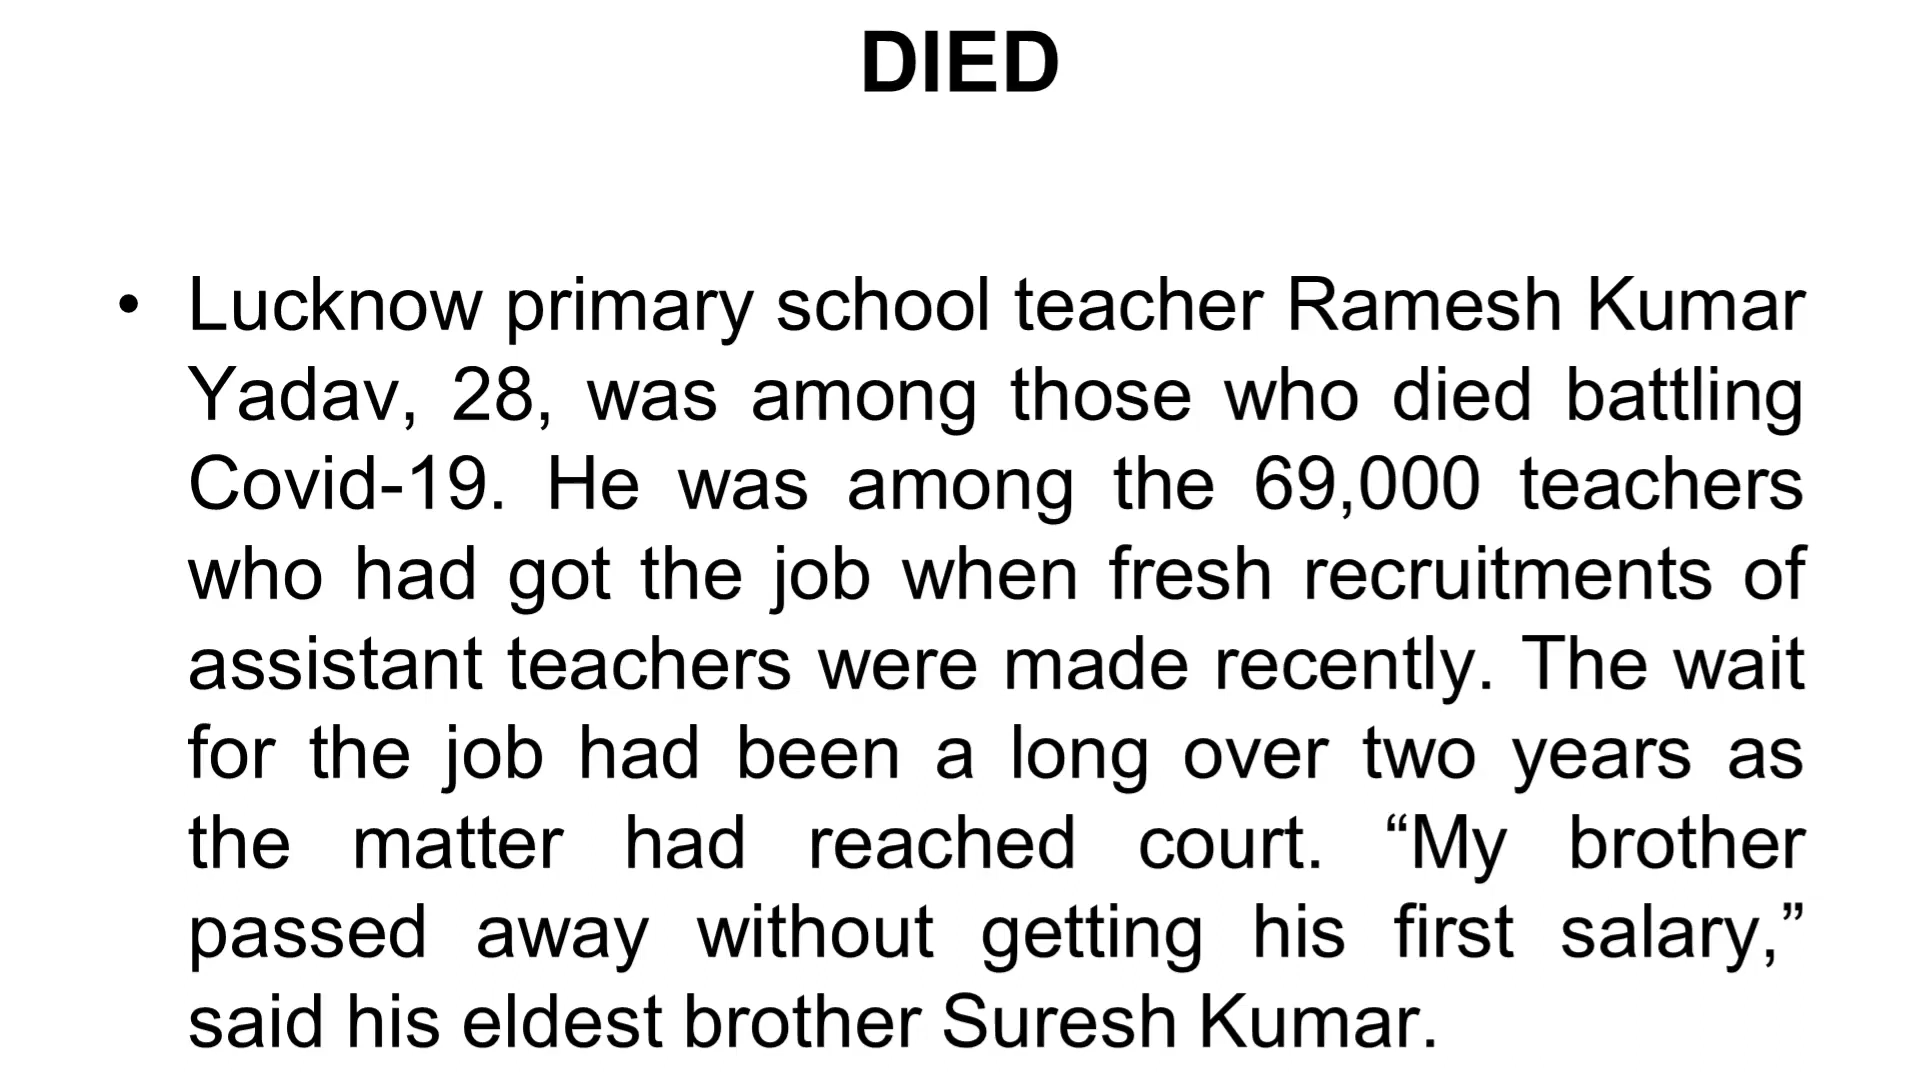 DIED
• Lucknow primary school teacher Ramesh Kumar
Yadav, 28, was among those who died battling
Covid-19. He was among the 69,000 teachers
who had got the job when fresh recruitments of
assistant teachers were made recently. The wait
for the job had been a long over two years as
the matter had reached court. “My brother
passed away without getting his first salary,”
said his eldest brother Suresh Kumar.